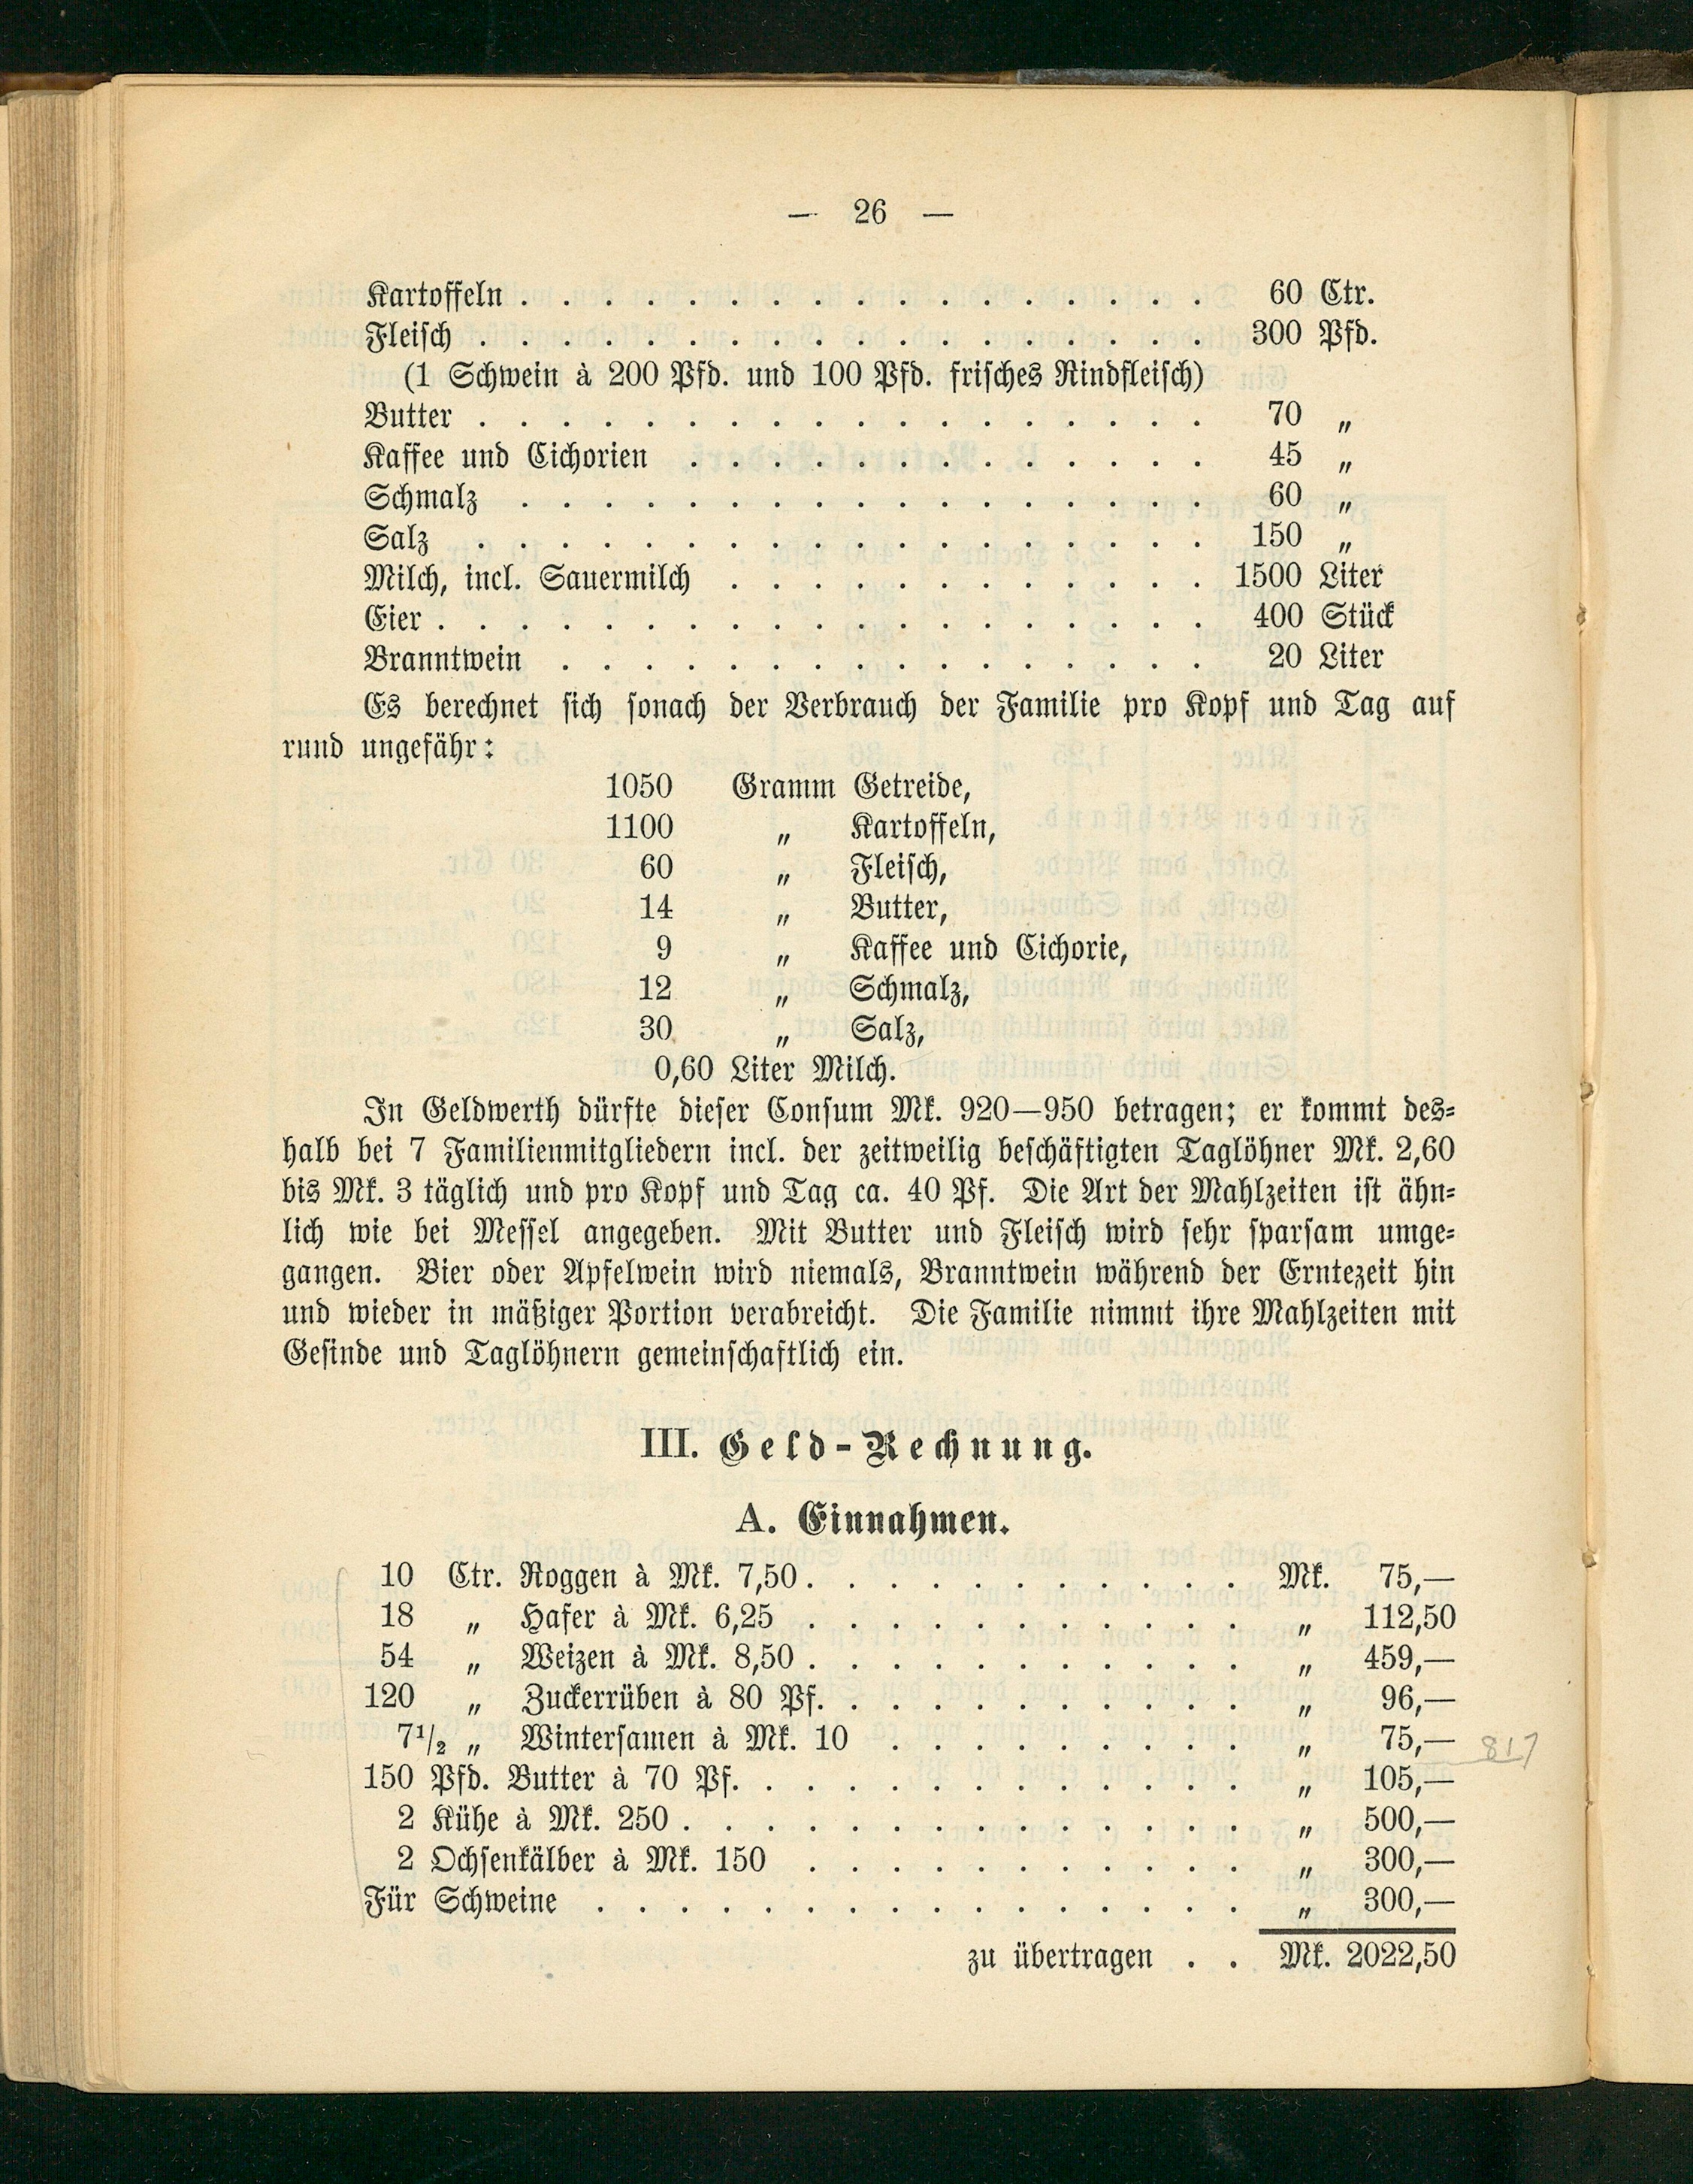 — 26 —
Kartoffeln . . . . . . . . . . . . . . . . . 60 Ctr.
Fleisch . . . . . . . . . . . . . . . . . . 300 Pfd.
(1 Schwein à 200 Pfd. und 100 Pfd. frisches Rindfleisch)
Butter . . . . . . . . . . . . . . . . . . 70 „
Kaffee und Cichorien . . . . . . . . . . . . . 45 „
Schmalz . . . . . . . . . . . . . . . . . 60 „
Salz . . . . . . . . . . . . . . . . . . 150 „
Milch, incl. Sauermilch . . . . . . . . . . . . 1500 Liter
Eier . . . . . . . . . . . . . . . . . . . 400 Stück
Branntwein . . . . . . . . . . . . . . . . 20 Liter
Es berechnet sich sonach der Verbrauch der Familie pro Kopf und Tag auf
rund ungefähr:
1050 Gramm Getreide,
1100 „ Kartoffeln,
60 „ Fleisch,
14 „ Butter,
9 „ Kaffee und Cichorie,
12 „ Schmalz,
30 „ Salz,
0,60 Liter Milch.
In Geldwerth dürfte dieser Consum Mk. 920—950 betragen; er kommt des-
halb bei 7 Familienmitgliedern incl. der zeitweilig beschäftigten Taglöhner Mk. 2,60
bis Mk. 3 täglich und pro Kopf und Tag ca. 40 Pf. Die Art der Mahlzeiten ist ähn-
lich wie bei Messel angegeben. Mit Butter und Fleisch wird sehr sparsam umge-
gangen. Bier oder Apfelwein wird niemals, Branntwein während der Erntezeit hin
und wieder in mäßiger Portion verabreicht. Die Familie nimmt ihre Mahlzeiten mit
Gesinde und Taglöhnern gemeinschaftlich ein.
III. Geld-Rechnung.
A. Einnahmen.
10 Ctr. Roggen à Mk. 7,50 . . . . . . . . . . . Mk. 75,—
18 „ Hafer à Mk. 6,25 . . . . . . . . . . . „ 112,50
54 „ Weizen à Mk. 8,50 . . . . . . . . . . . „ 459,—
120 „ Zuckerrüben à 80 Pf. . . . . . . . . . . „ 96,—
7½ „ Wintersamen à Mk. 10 . . . . . . . . . „ 75,— 817
150 Pfd. Butter à 70 Pf. . . . . . . . . . . . . „ 105,—
2 Kühe à Mk. 250 . . . . . . . . . . . . . . „ 500,—
2 Ochsenkälber à Mk. 150 . . . . . . . . . . . „ 300,—
Für Schweine . . . . . . . . . . . . . . . . „ 300,—
zu übertragen . . Mk. 2022,50